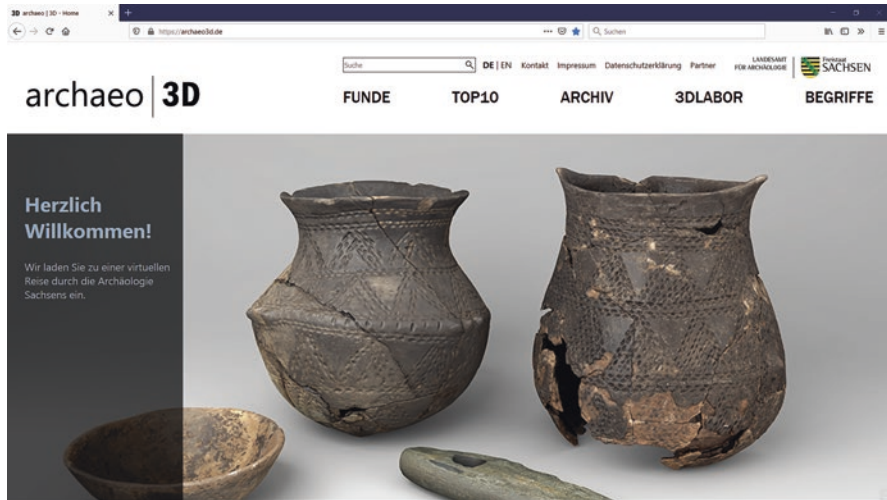 3D archaeo | 3D - Home
https://archaeo3d.de
Suchen
Suche
DE | EN Kontakt Impressum Datenschutzerklärung Partner
LANDESAMT
FÜR ARCHÄOLOGIE
Freistaat
SACHSEN
archaeo | 3D
FUNDE TOP10 ARCHIV 3DLABOR BEGRIFFE
Herzlich
Willkommen!
Wir laden Sie zu einer virtuellen
Reise durch die Archäologie
Sachsens ein.